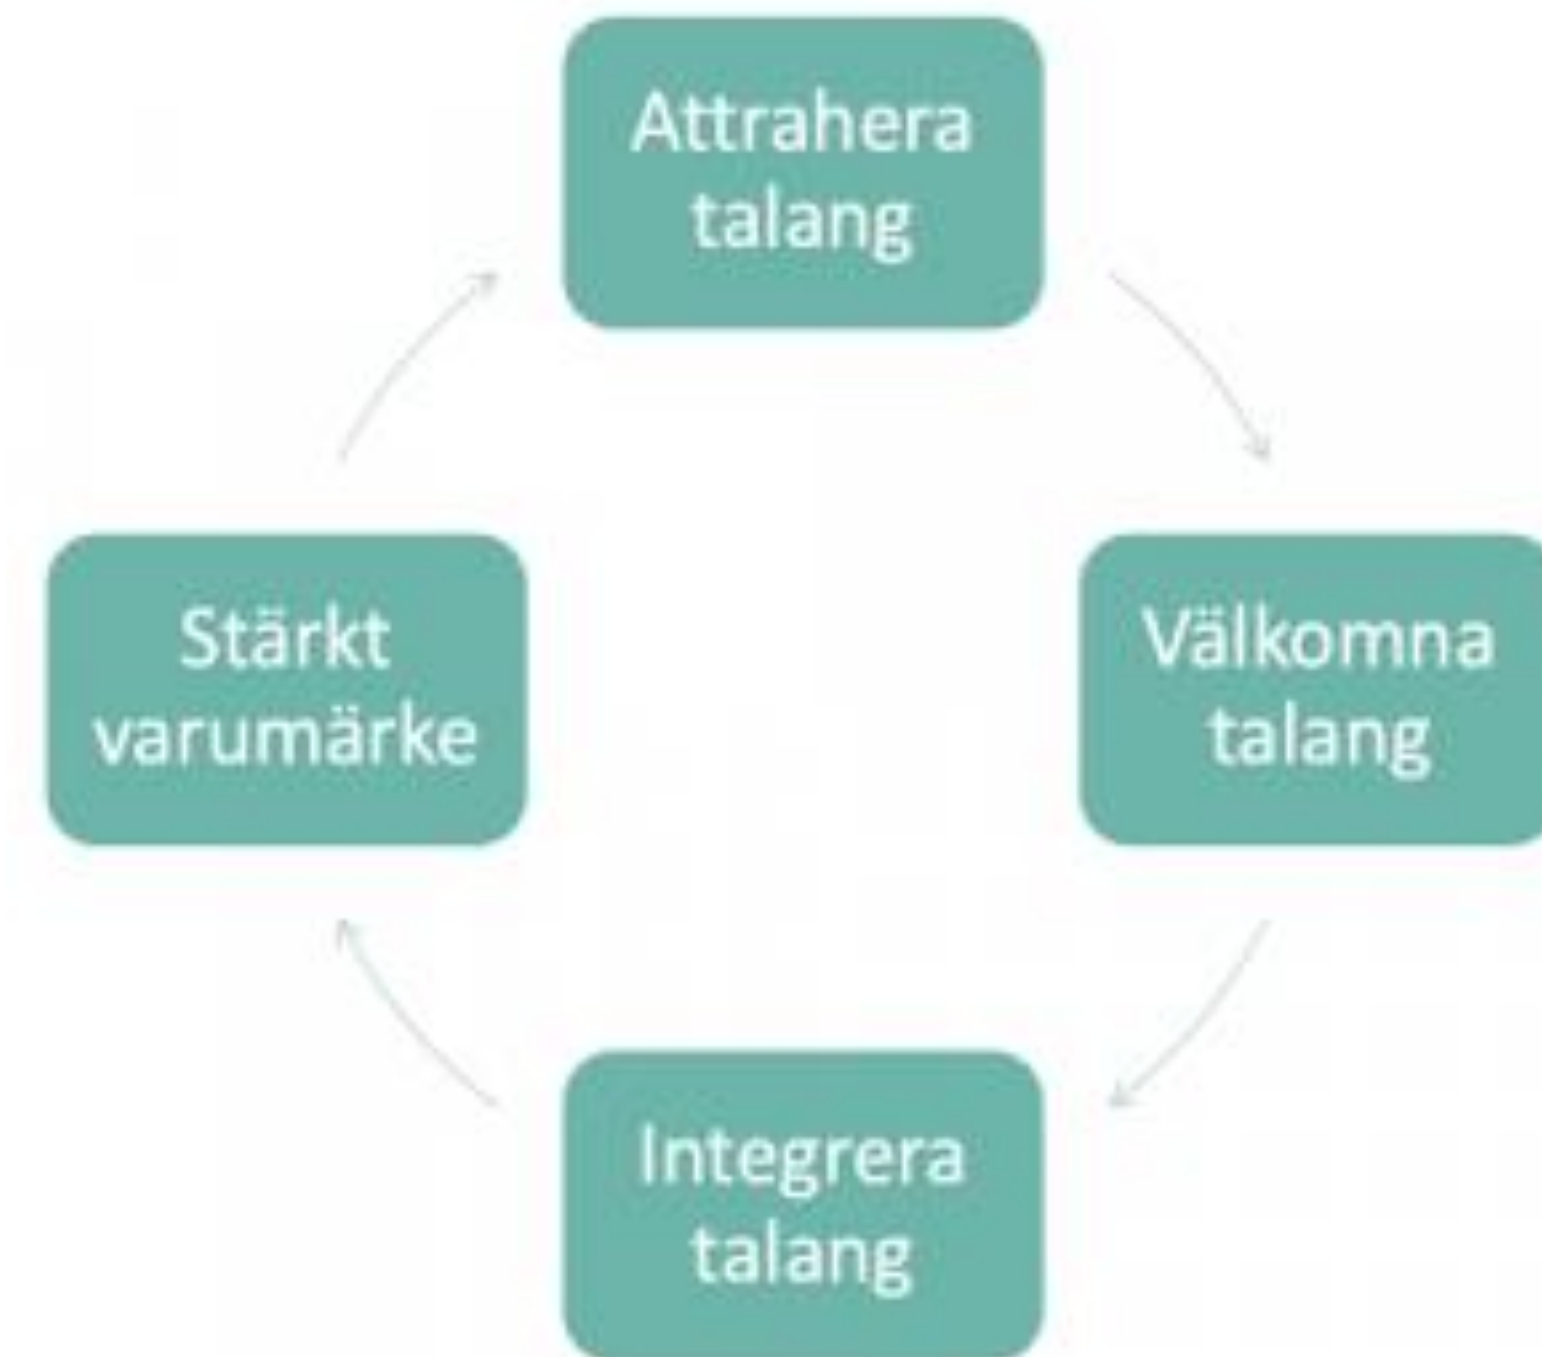 Attrahera
talang
Välkomna
talang
Integrera
talang
Stärkt
varumärke